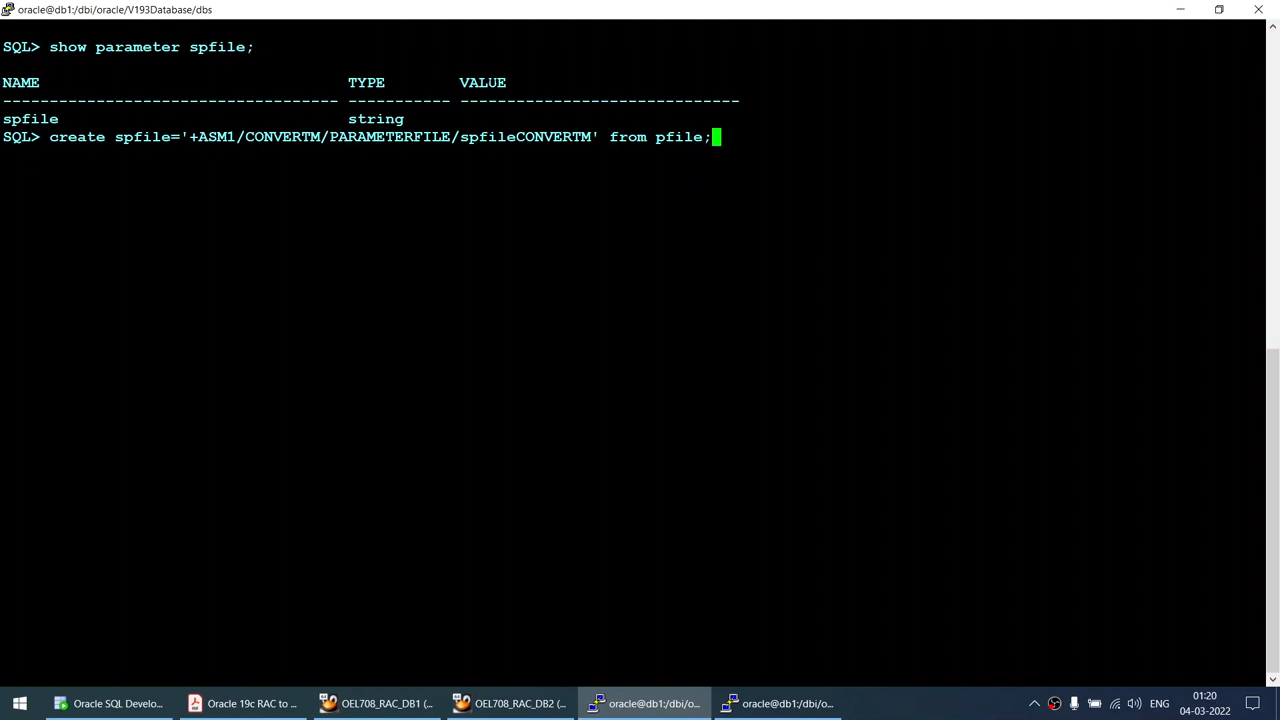 oracle@db1:/dbi/oracle/V193Database/dbs
SQL> show parameter spfile;
NAME TYPE VALUE
------------------------------------ ----------- ------------------------------
spfile string
SQL> create spfile='+ASM1/CONVERTM/PARAMETERFILE/spfileCONVERTM' from pfile;
Oracle SQL Develo... Oracle 19c RAC to ... OEL708_RAC_DB1 (... OEL708_RAC_DB2 (... oracle@db1:/dbi/o... oracle@db1:/dbi/o... ENG 01:20
04-03-2022